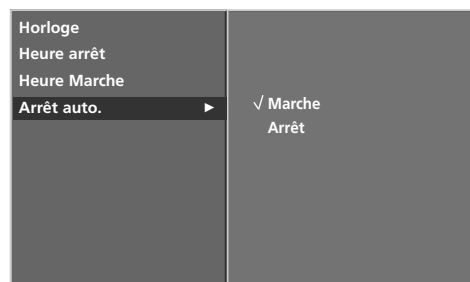 Horloge
Heure arrêt
Heure Marche
Arrêt auto. ►
√ Marche
Arrêt